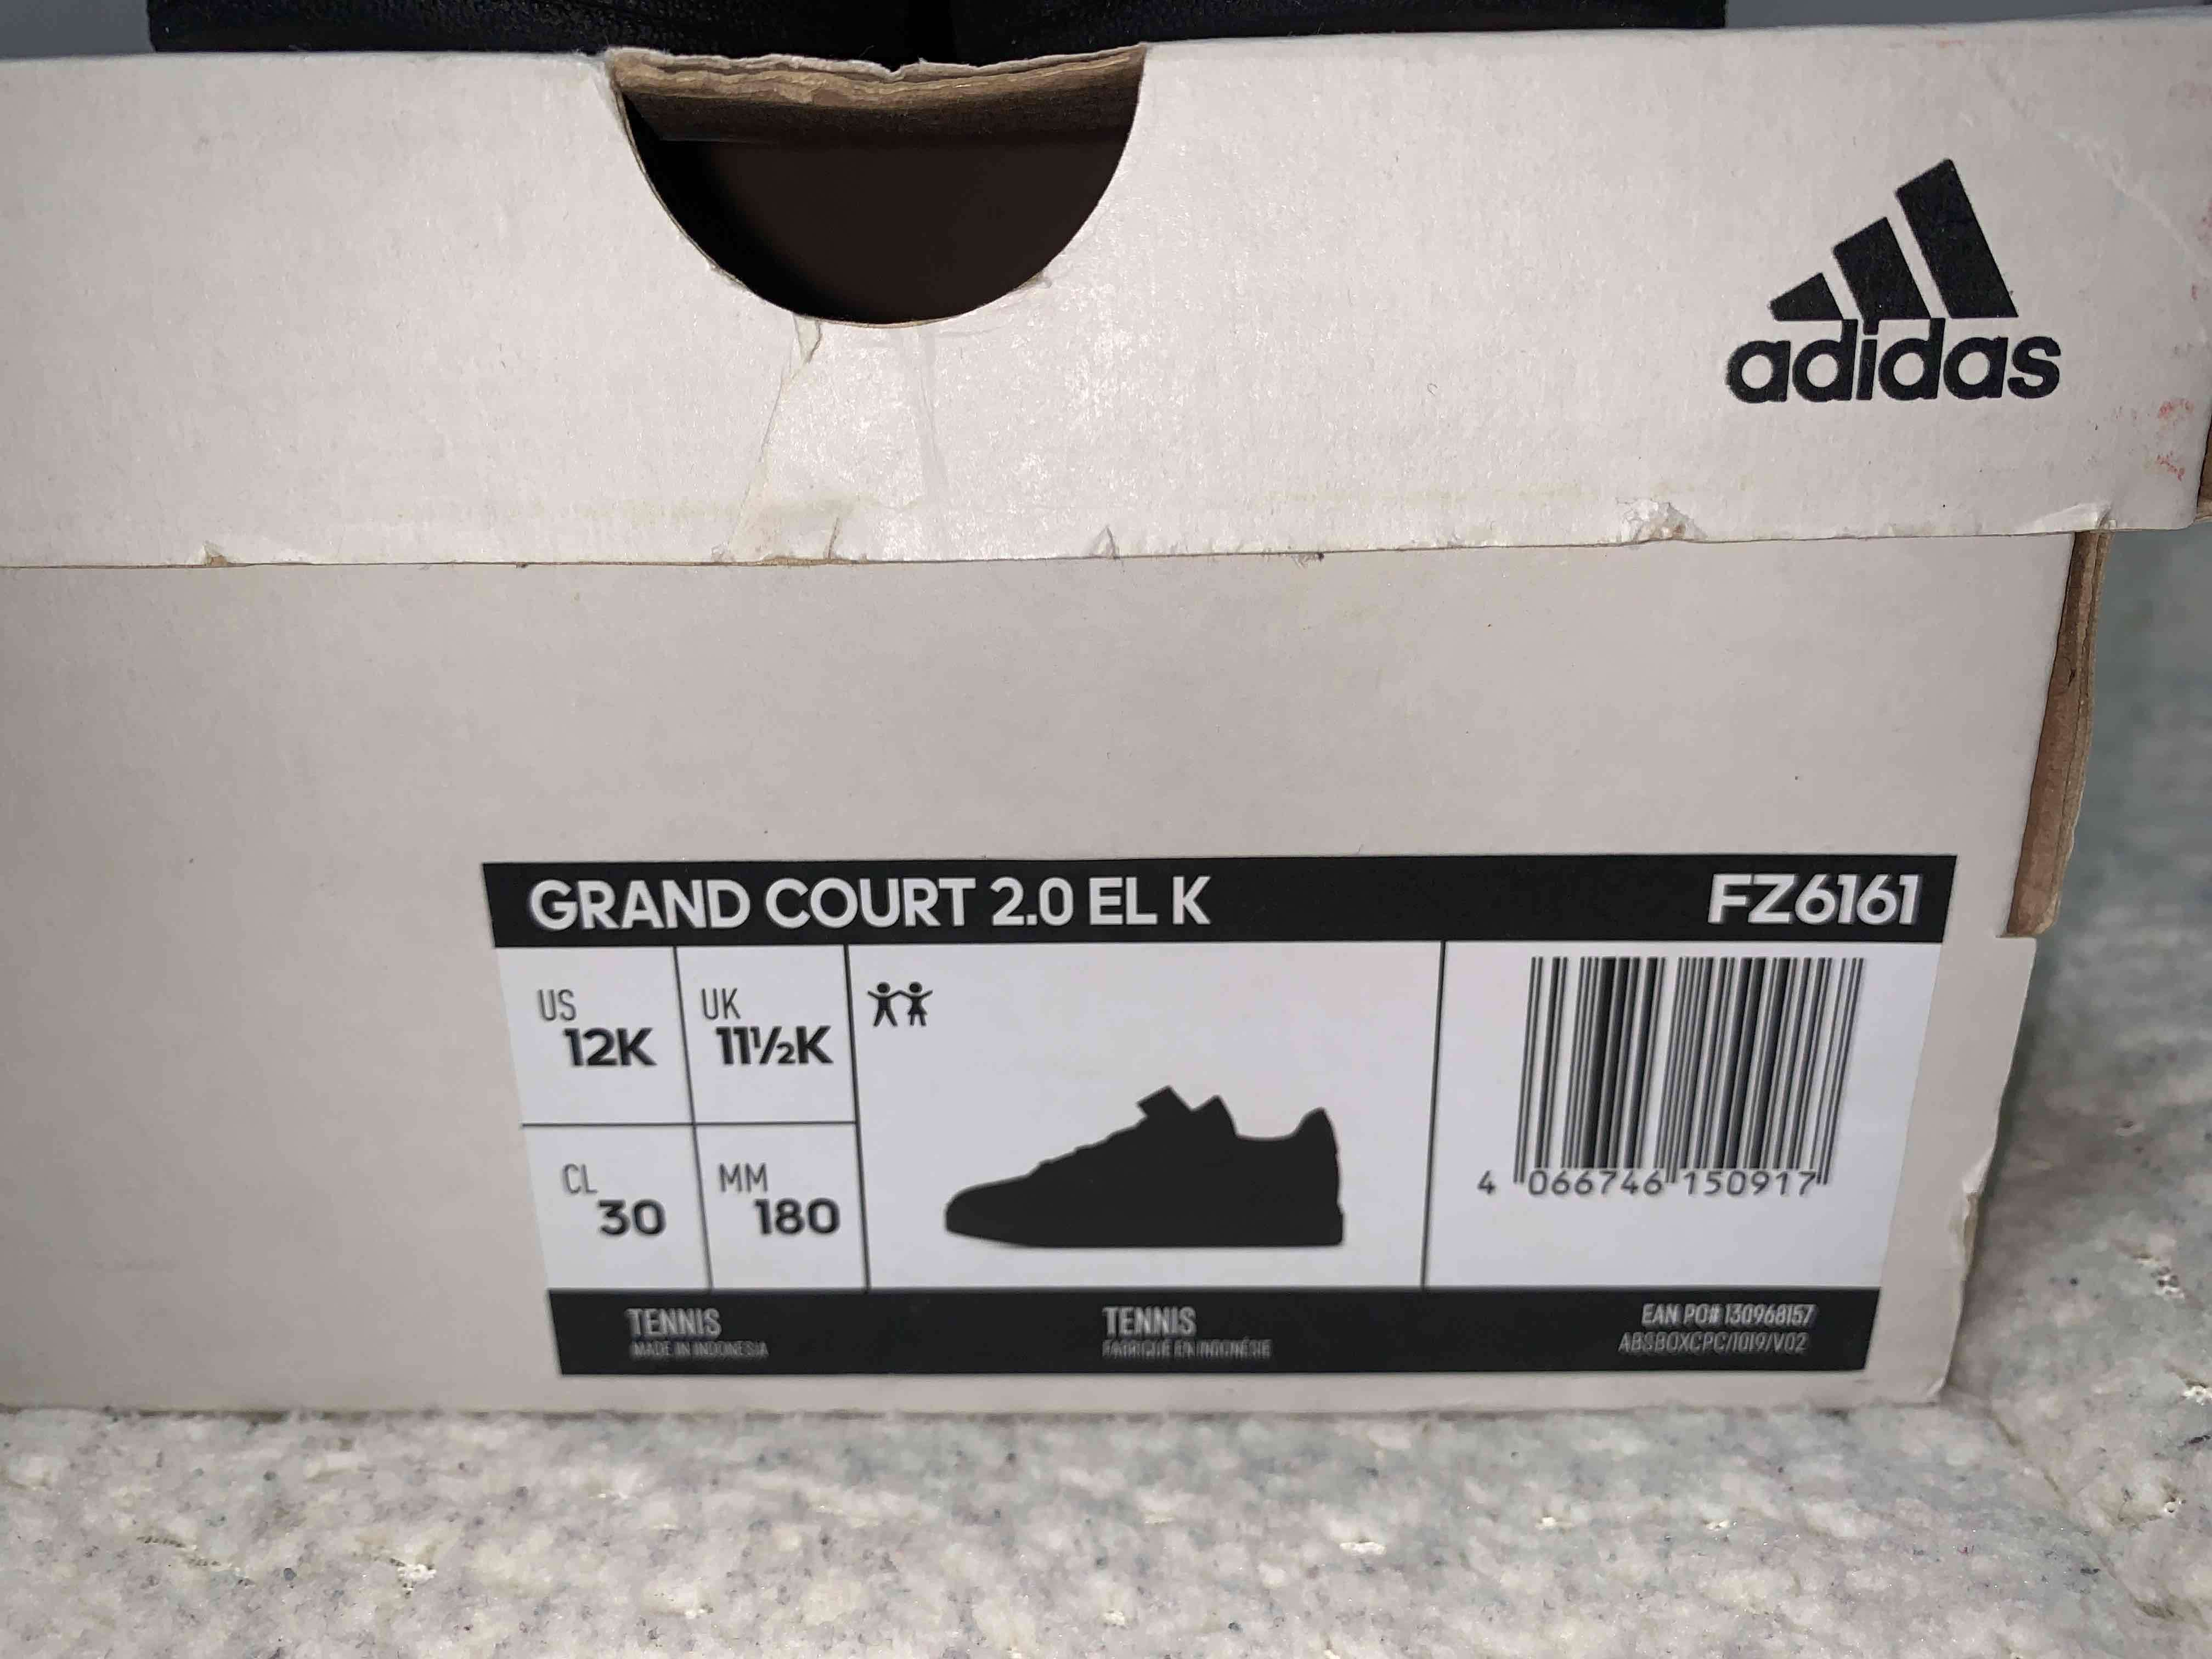 adidas
GRAND COURT 2.0 EL K FZ6161
US
12K
UK
11½K
CL
30
MM
180
4 066746 150917
TENNIS
MADE IN INDONESIA
TENNIS
FABRIQUÉ EN INDONÉSIE
EAN PO# 130968157
ABSBOXCPC/1019/V02